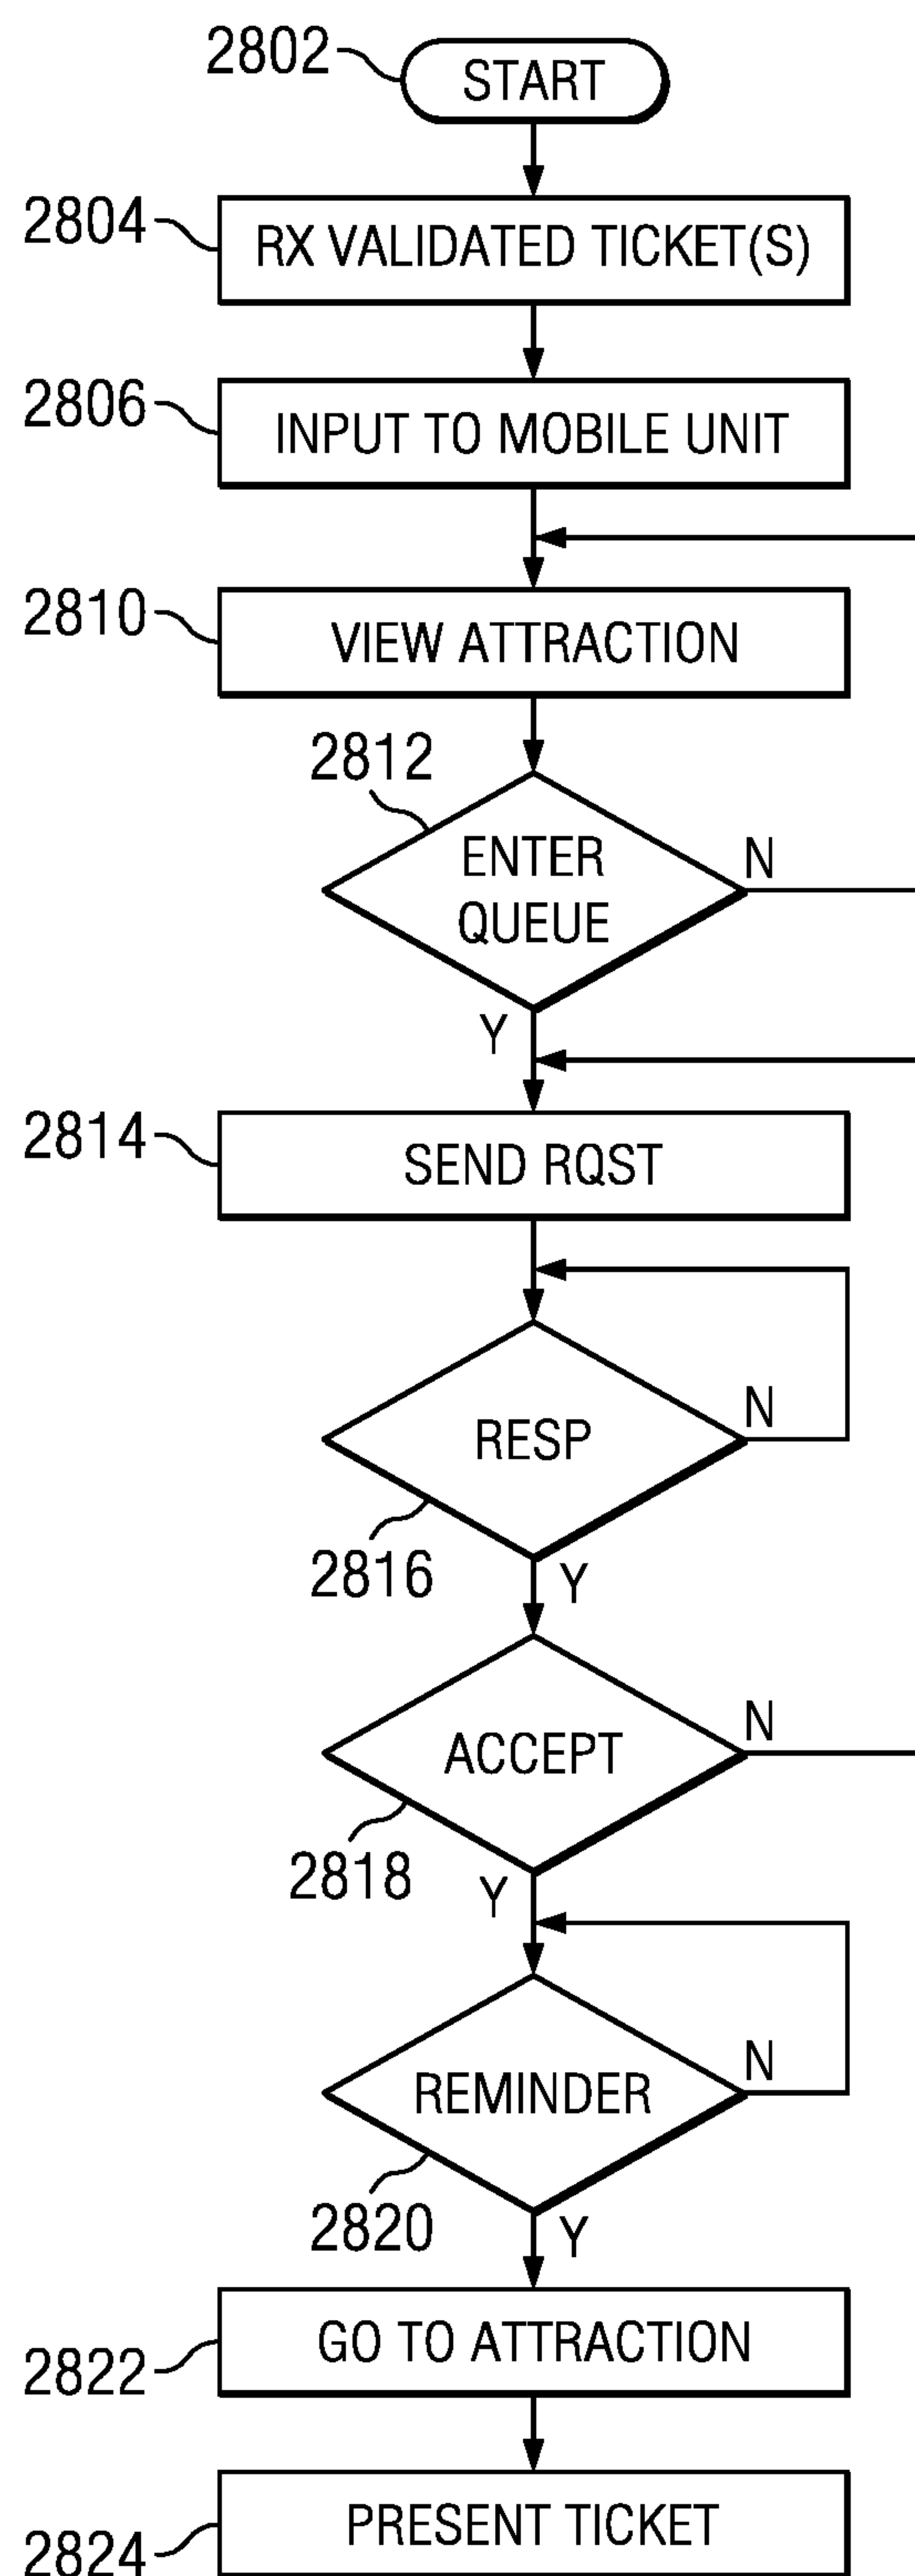 2802
START
2804
RX VALIDATED TICKET(S)
2806
INPUT TO MOBILE UNIT
2810
VIEW ATTRACTION
2812
ENTER
QUEUE
N
Y
2814
SEND RQST
RESP
N
2816
Y
ACCEPT
N
2818
Y
REMINDER
N
2820
Y
GO TO ATTRACTION
2822
PRESENT TICKET
2824